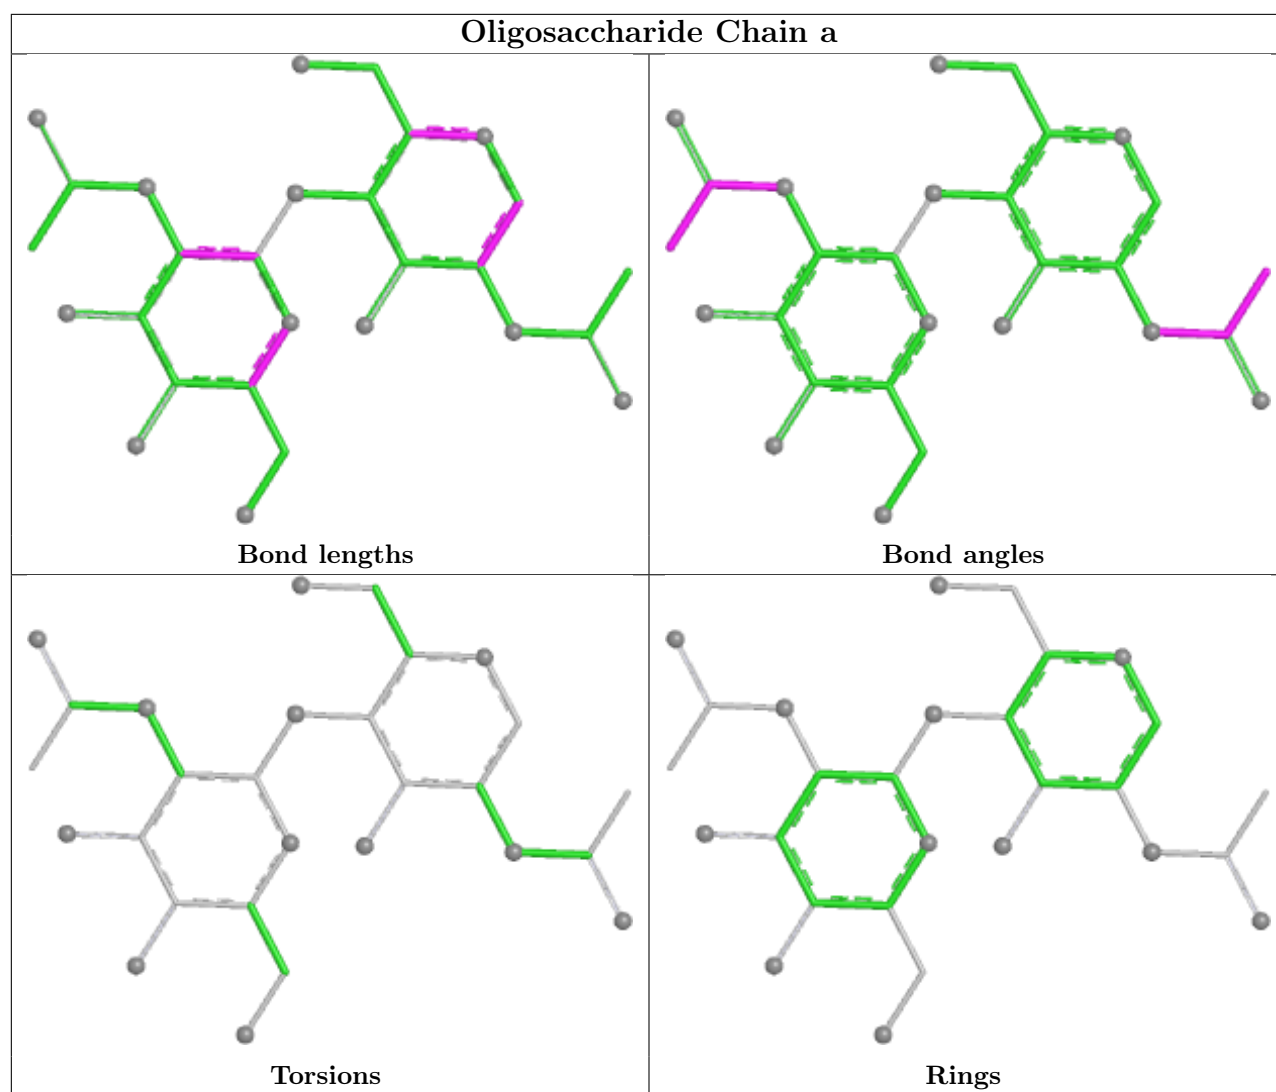 Oligosaccharide Chain a
Bond lengths
Bond angles
Torsions
Rings